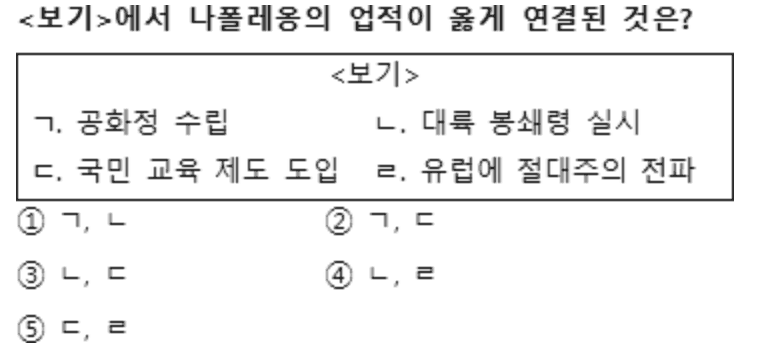 <보기>에서 나폴레옹의 업적이 옳게 연결된 것은?
<보기>
ㄱ. 공화정 수립 ㄴ. 대륙 봉쇄령 실시
ㄷ. 국민 교육 제도 도입 ㄹ. 유럽에 절대주의 전파
① ㄱ, ㄴ ② ㄱ, ㄷ
③ ㄴ, ㄷ ④ ㄴ, ㄹ
⑤ ㄷ, ㄹ